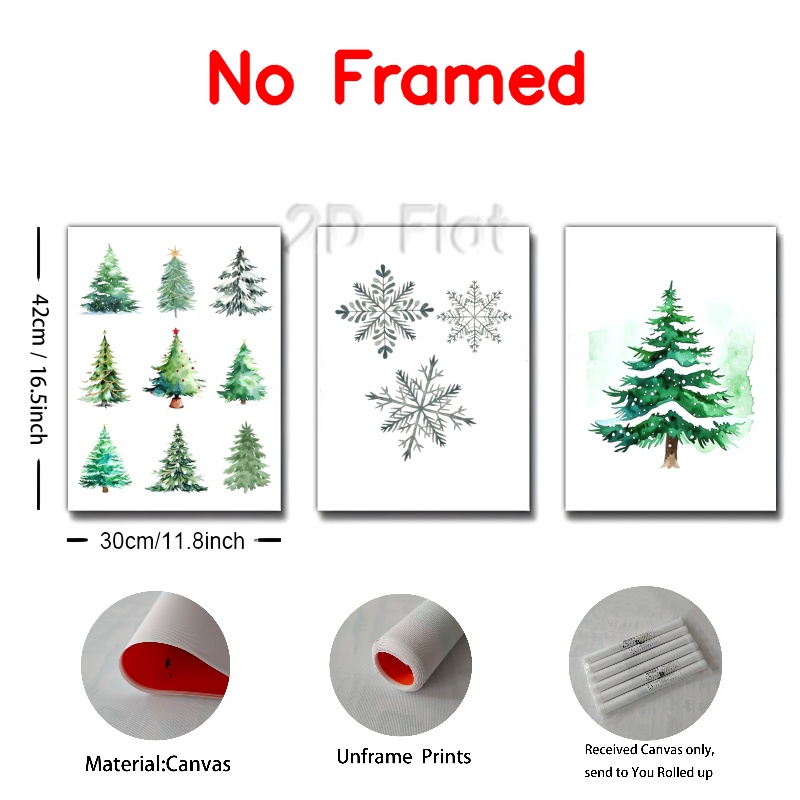 No Framed
2D Flat
42cm / 16.5inch
30cm/11.8inch
Material:Canvas
Unframe Prints
Received Canvas only,
send to You Rolled up